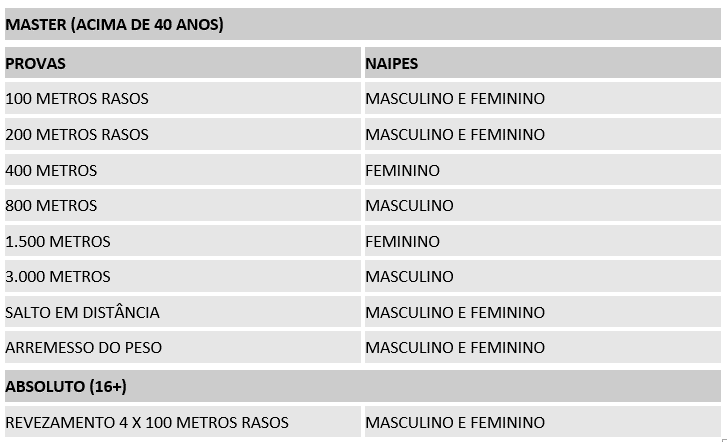 MASTER (ACIMA DE 40 ANOS)
PROVAS NAIPES
100 METROS RASOS MASCULINO E FEMININO
200 METROS RASOS MASCULINO E FEMININO
400 METROS FEMININO
800 METROS MASCULINO
1.500 METROS FEMININO
3.000 METROS MASCULINO
SALTO EM DISTÂNCIA MASCULINO E FEMININO
ARREMESSO DO PESO MASCULINO E FEMININO
ABSOLUTO (16+)
REVEZAMENTO 4 X 100 METROS RASOS MASCULINO E FEMININO